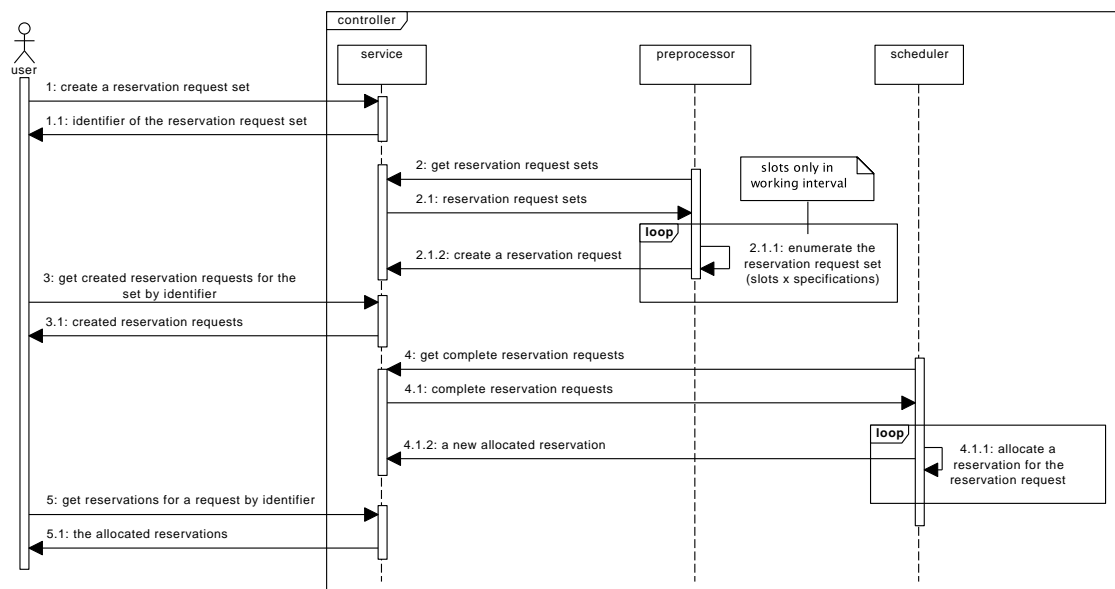 controller
user
service
preprocessor
scheduler
1: create a reservation request set
1.1: identifier of the reservation request set
2: get reservation request sets
slots only in
working interval
2.1: reservation request sets
loop
2.1.2: create a reservation request
2.1.1: enumerate the
reservation request set
(slots x specifications)
3: get created reservation requests for the
set by identifier
3.1: created reservation requests
4: get complete reservation requests
4.1: complete reservation requests
loop
4.1.2: a new allocated reservation
4.1.1: allocate a
reservation for the
reservation request
5: get reservations for a request by identifier
5.1: the allocated reservations